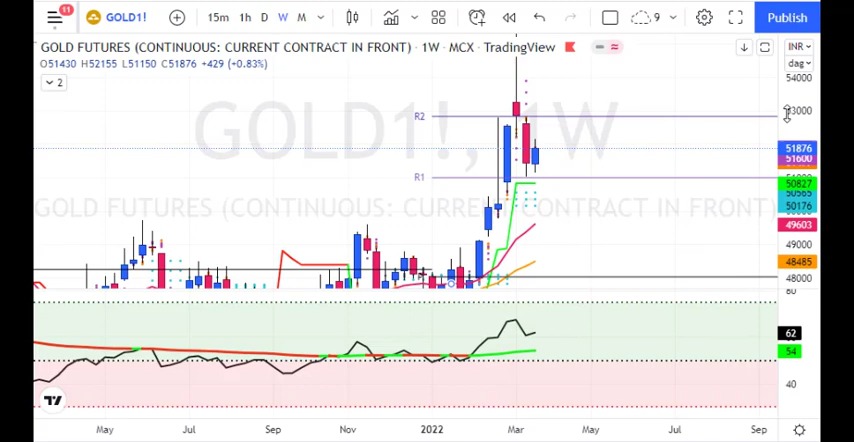 11
GOLD1!
15m 1h D W M
9
Publish
GOLD FUTURES (CONTINUOUS: CURRENT CONTRACT IN FRONT) · 1W · MCX · TradingView
INR
dag
O51430 H52155 L51150 C51876 +429 (+0.83%)
2
GOLD1!, 1W
GOLD FUTURES (CONTINUOUS: CURRENT CONTRACT IN FRONT)
R2
R1
54000
53000
51876
51600
50827
50176
49603
49000
48485
48000
62
54
40
May Jul Sep Nov 2022 Mar May Jul Sep